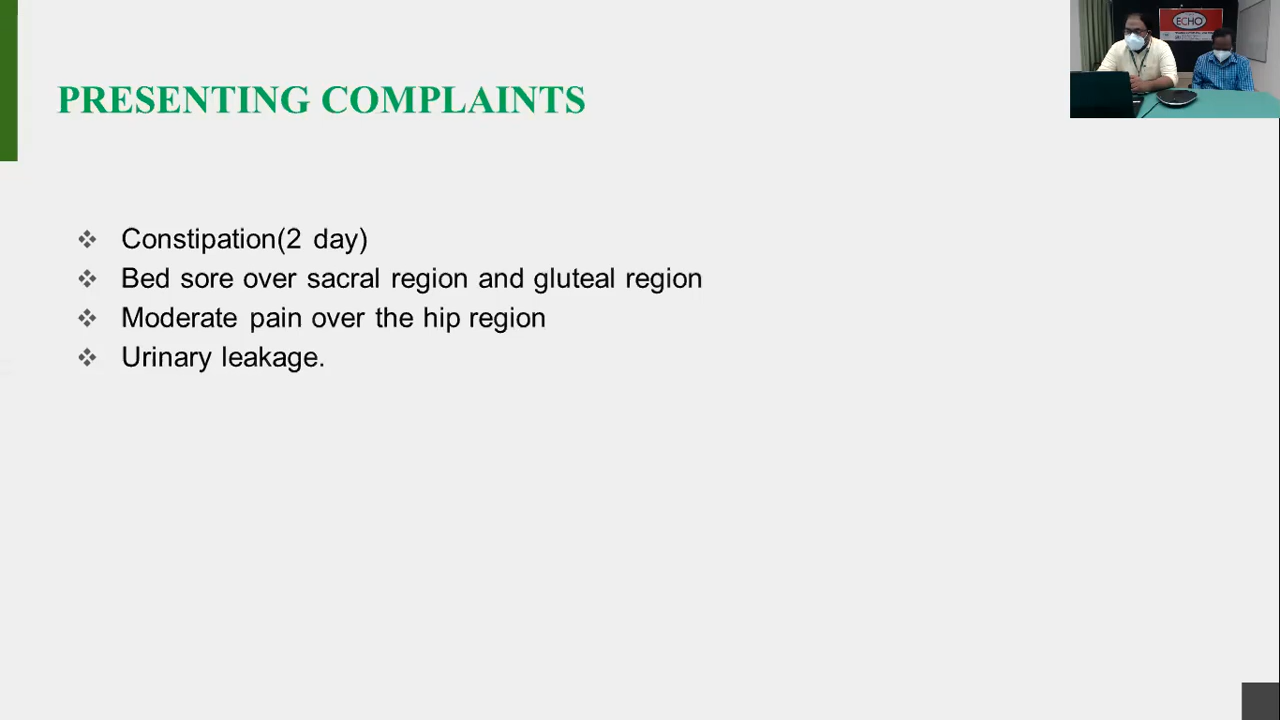 PRESENTING COMPLAINTS
ECHO
Constipation(2 day)
Bed sore over sacral region and gluteal region
Moderate pain over the hip region
Urinary leakage.